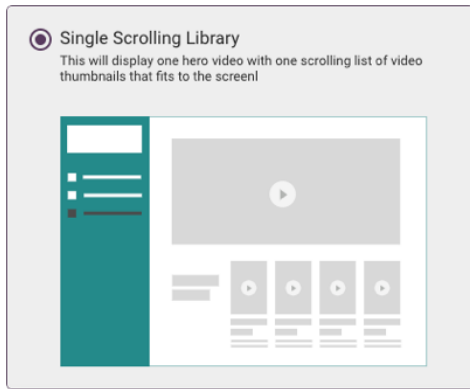 Single Scrolling Library
This will display one hero video with one scrolling list of video
thumbnails that fits to the screenl